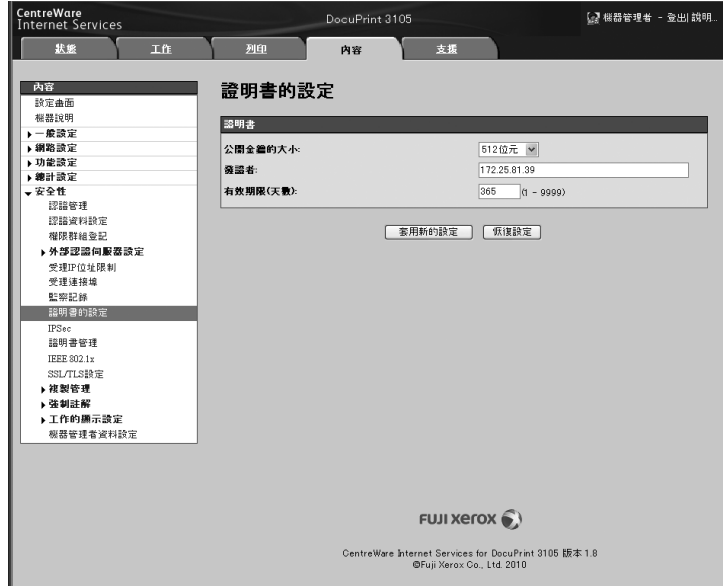 CentreWare
Internet Services
DocuPrint 3105
機器管理者 - 登出| 說明...
狀態
工作
列印
內容
支援
內容
設定畫面
機器說明
一般設定
網路設定
功能設定
總計設定
安全性
認證管理
認證資料設定
權限群組登記
外部認證伺服器設定
受理IP位址限制
受理連接埠
監察記錄
證明書的設定
IPSec
證明書管理
IEEE 802.1x
SSL/TLS設定
複製管理
強制註解
工作的顯示設定
機器管理者資料設定
證明書的設定
證明書
公開金鑰的大小:
512位元
發證者:
172.25.81.39
有效期限(天數):
365
(1 - 9999)
套用新的設定
恢復設定
FUJI XEROX
CentreWare Internet Services for DocuPrint 3105 版本 1.8
©Fuji Xerox Co., Ltd. 2010